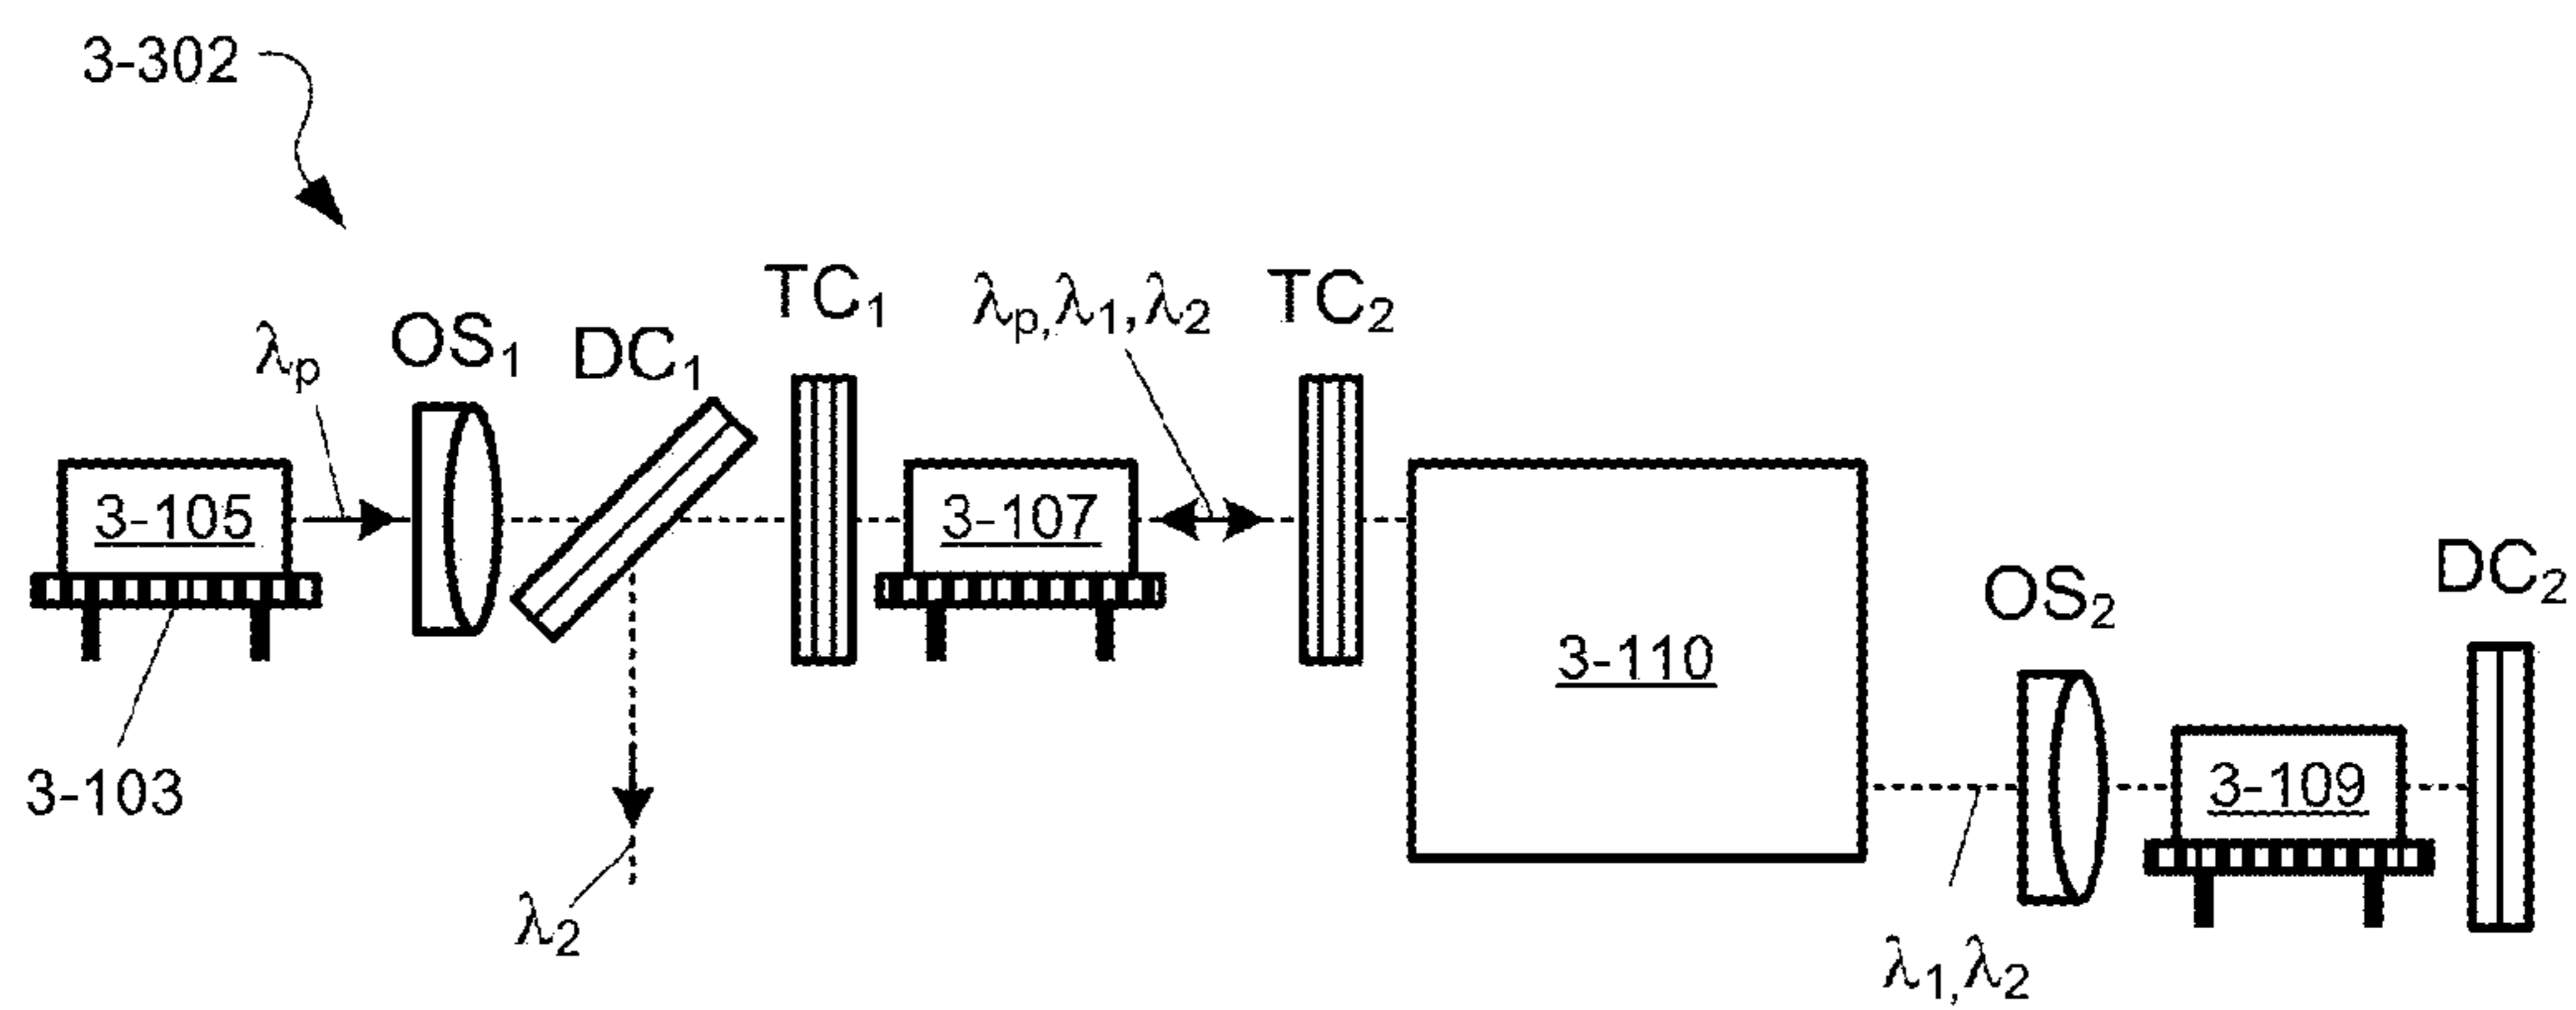 3-302
TC₁
λp, λ₁, λ₂
TC₂
OS₁
DC₁
λp
3-105
3-107
DC₂
OS₂
3-110
3-103
3-109
λ₂
λ₁, λ₂